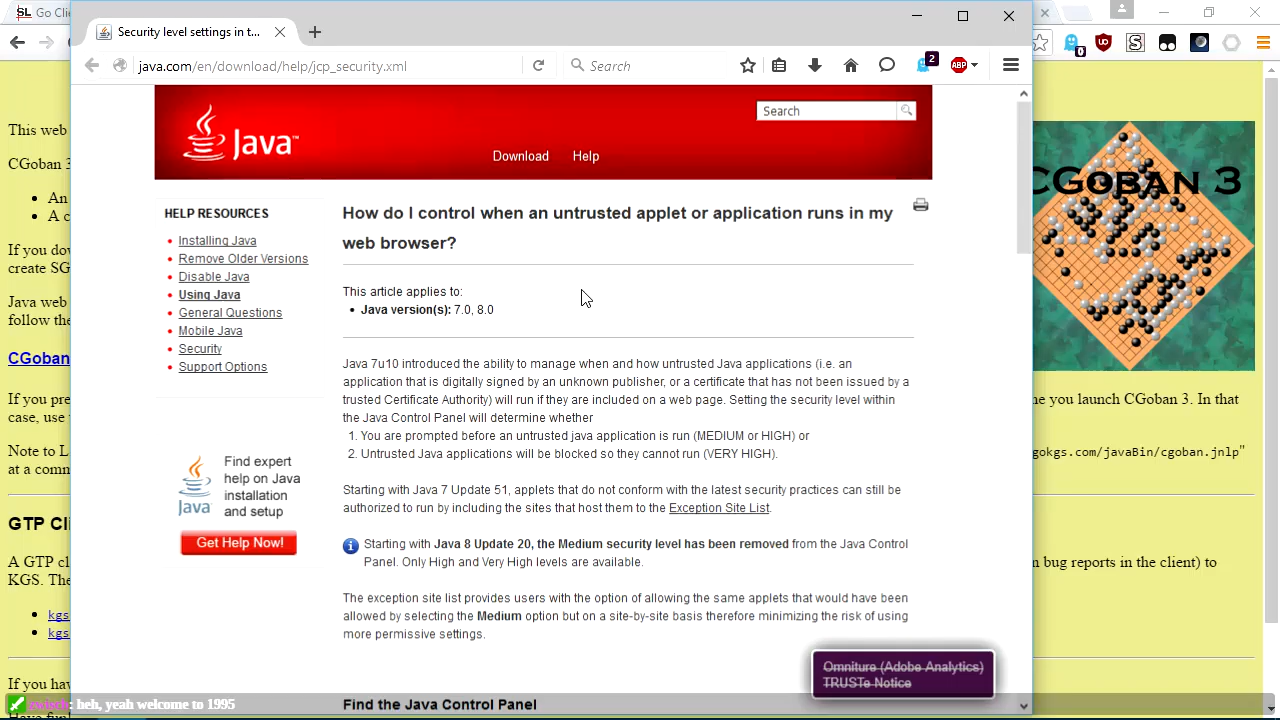 SL Go Cli
Security level settings in t...
java.com/en/download/help/jcp_security.xml
Search
2
ABP
0
Java™
Search
Download Help
HELP RESOURCES
Installing Java
Remove Older Versions
Disable Java
Using Java
General Questions
Mobile Java
Security
Support Options
Find expert
help on Java
installation
and setup
Java
Get Help Now!
How do I control when an untrusted applet or application runs in my
web browser?
This article applies to:
Java version(s): 7.0, 8.0
Java 7u10 introduced the ability to manage when and how untrusted Java applications (i.e. an
application that is digitally signed by an unknown publisher, or a certificate that has not been issued by a
trusted Certificate Authority) will run if they are included on a web page. Setting the security level within
the Java Control Panel will determine whether
1. You are prompted before an untrusted java application is run (MEDIUM or HIGH) or
2. Untrusted Java applications will be blocked so they cannot run (VERY HIGH).
Starting with Java 7 Update 51, applets that do not conform with the latest security practices can still be
authorized to run by including the sites that host them to the Exception Site List.
Starting with Java 8 Update 20, the Medium security level has been removed from the Java Control
Panel. Only High and Very High levels are available.
The exception site list provides users with the option of allowing the same applets that would have been
allowed by selecting the Medium option but on a site-by-site basis therefore minimizing the risk of using
more permissive settings.
Find the Java Control Panel
Omniture (Adobe Analytics)
TRUSTe Notice
This web
CGoban 3
An
A c
If you dov
create SG
Java web
follow the
CGoban
If you pre
case, use
Note to L
at a comm
GTP Cli
A GTP cl
KGS. The
kgs
kgs
If you hav
CGOBAN 3
me you launch CGoban 3. In that
gokgs.com/javaBin/cgoban.jnlp"
n bug reports in the client) to
zwisch: heh, yeah welcome to 1995